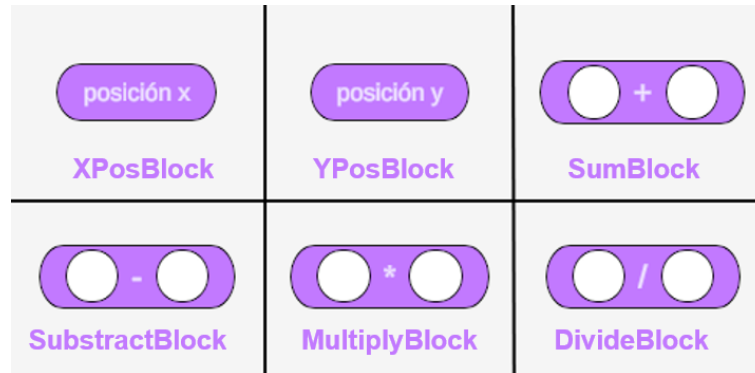 posición x
XPosBlock
posición y
YPosBlock
+
SumBlock
-
SubstractBlock
*
MultiplyBlock
/
DivideBlock